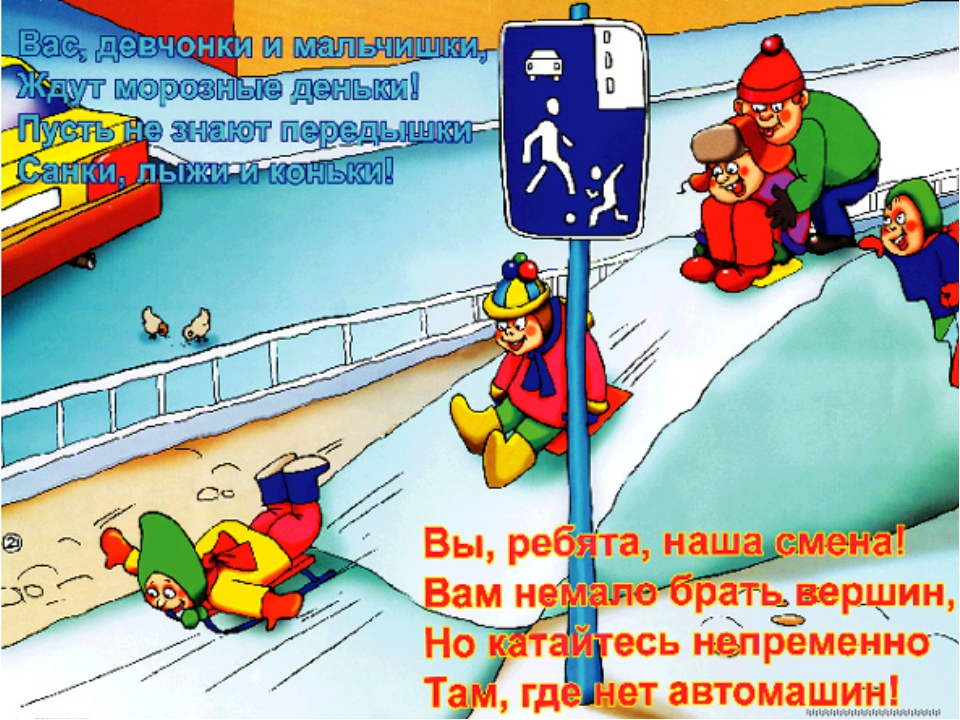 Вас, девчонки и мальчишки,
Ждут морозные деньки!
Пусть не знают передышки
Санки, лыжи и коньки!
Вы, ребята, наша смена!
Вам немало брать вершин,
Но катайтесь непременно
Там, где нет автомашин!